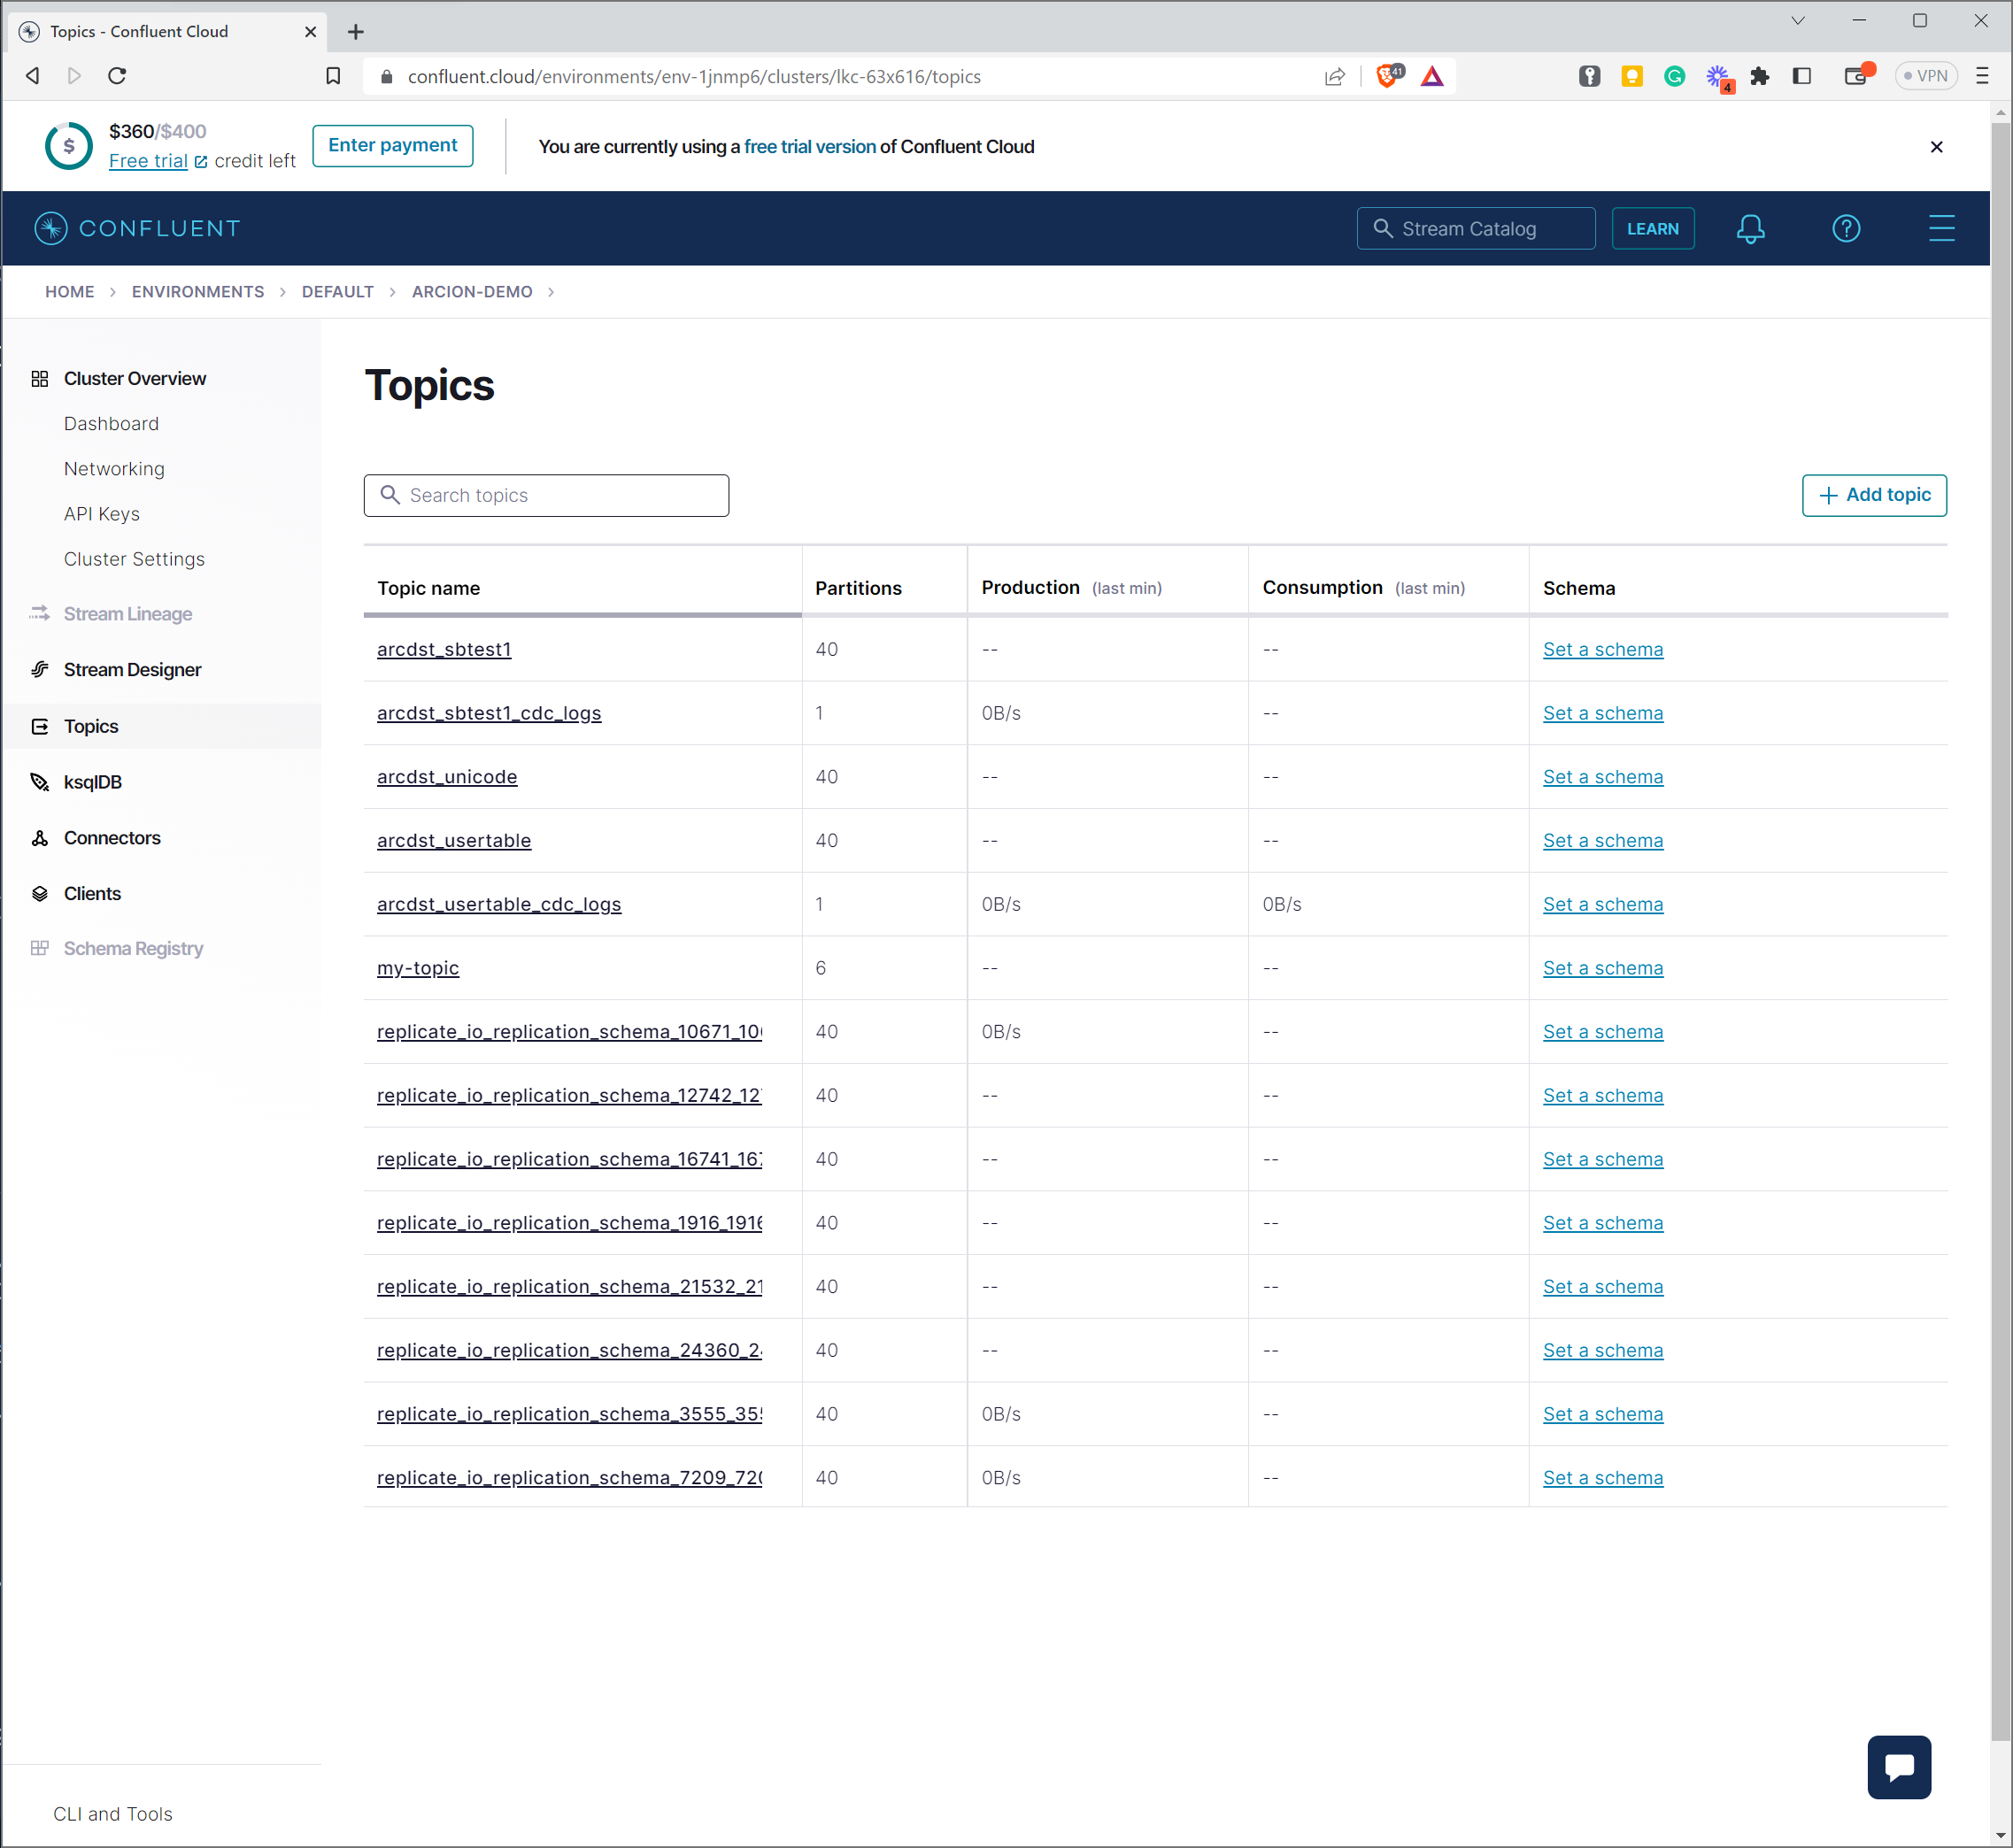 Topics - Confluent Cloud
confluent.cloud/environments/env-1jnmp6/clusters/lkc-63x616/topics
41
4
VPN
$
$360/$400
Free trial credit left
Enter payment
You are currently using a free trial version of Confluent Cloud
CONFLUENT
Stream Catalog
LEARN
HOME > ENVIRONMENTS > DEFAULT > ARCION-DEMO >
Cluster Overview
Dashboard
Networking
API Keys
Cluster Settings
Stream Lineage
Stream Designer
Topics
ksqlDB
Connectors
Clients
Schema Registry
CLI and Tools
Topics
Search topics
Add topic
Topic name Partitions Production (last min) Consumption (last min) Schema
arcdst_sbtest1 40 -- -- Set a schema
arcdst_sbtest1_cdc_logs 1 0B/s -- Set a schema
arcdst_unicode 40 -- -- Set a schema
arcdst_usertable 40 -- -- Set a schema
arcdst_usertable_cdc_logs 1 0B/s 0B/s Set a schema
my-topic 6 -- -- Set a schema
replicate_io_replication_schema_10671_10 40 0B/s -- Set a schema
replicate_io_replication_schema_12742_12 40 -- -- Set a schema
replicate_io_replication_schema_16741_16 40 -- -- Set a schema
replicate_io_replication_schema_1916_191 40 -- -- Set a schema
replicate_io_replication_schema_21532_21 40 -- -- Set a schema
replicate_io_replication_schema_24360_2 40 -- -- Set a schema
replicate_io_replication_schema_3555_35 40 0B/s -- Set a schema
replicate_io_replication_schema_7209_72 40 0B/s -- Set a schema